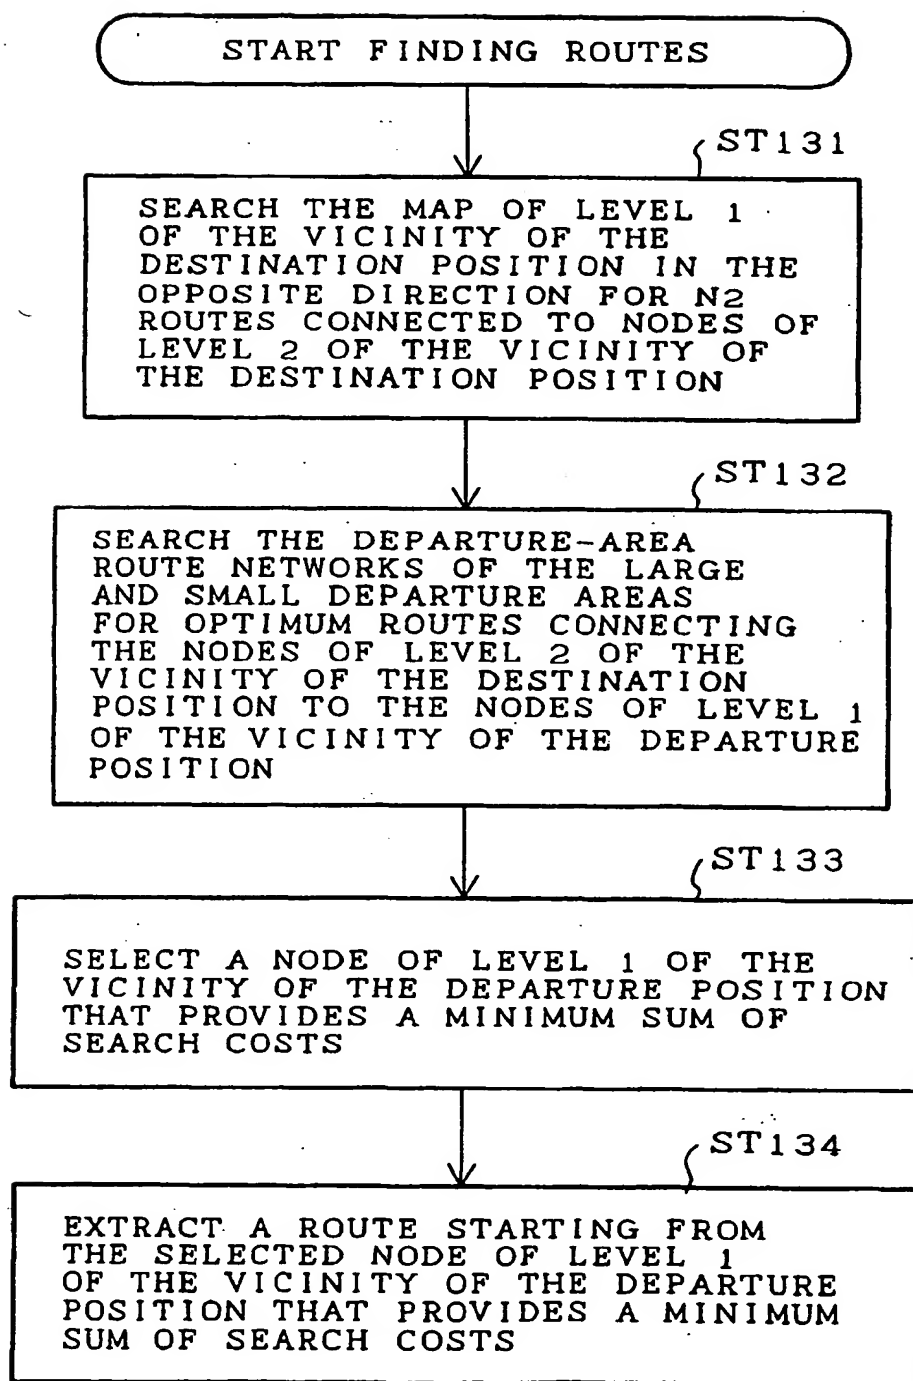 START FINDING ROUTES
ST131
SEARCH THE MAP OF LEVEL 1
OF THE VICINITY OF THE
DESTINATION POSITION IN THE
OPPOSITE DIRECTION FOR N2
ROUTES CONNECTED TO NODES OF
LEVEL 2 OF THE VICINITY OF
THE DESTINATION POSITION
ST132
SEARCH THE DEPARTURE-AREA
ROUTE NETWORKS OF THE LARGE
AND SMALL DEPARTURE AREAS
FOR OPTIMUM ROUTES CONNECTING
THE NODES OF LEVEL 2 OF THE
VICINITY OF THE DESTINATION
POSITION TO THE NODES OF LEVEL 1
OF THE VICINITY OF THE DEPARTURE
POSITION
ST133
SELECT A NODE OF LEVEL 1 OF THE
VICINITY OF THE DEPARTURE POSITION
THAT PROVIDES A MINIMUM SUM OF
SEARCH COSTS
ST134
EXTRACT A ROUTE STARTING FROM
THE SELECTED NODE OF LEVEL 1
OF THE VICINITY OF THE DEPARTURE
POSITION THAT PROVIDES A MINIMUM
SUM OF SEARCH COSTS